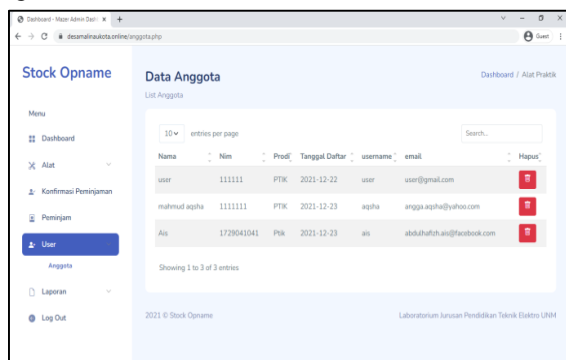 Dashboard - Mazer Admin Dash
desamalinaukota.online/anggota.php
Guest
Stock Opname
Menu
Dashboard
Alat
Konfirmasi Peminjaman
Peminjam
User
Anggota
Laporan
Log Out
Data Anggota
List Anggota
Dashboard / Alat Praktik
10 entries per page
Search..
Nama Nim Prodi Tanggal Daftar username email Hapus
user 111111 PTIK 2021-12-22 user user@gmail.com
mahmud aqsha 1111111 PTIK 2021-12-23 aqsha angga.aqsha@yahoo.com
Ais 1729041041 Ptik 2021-12-23 ais abdulhafizh.ais@facebook.com
Showing 1 to 3 of 3 entries
2021 © Stock Opname
Laboratorium Jurusan Pendidikan Teknik Elektro UNM